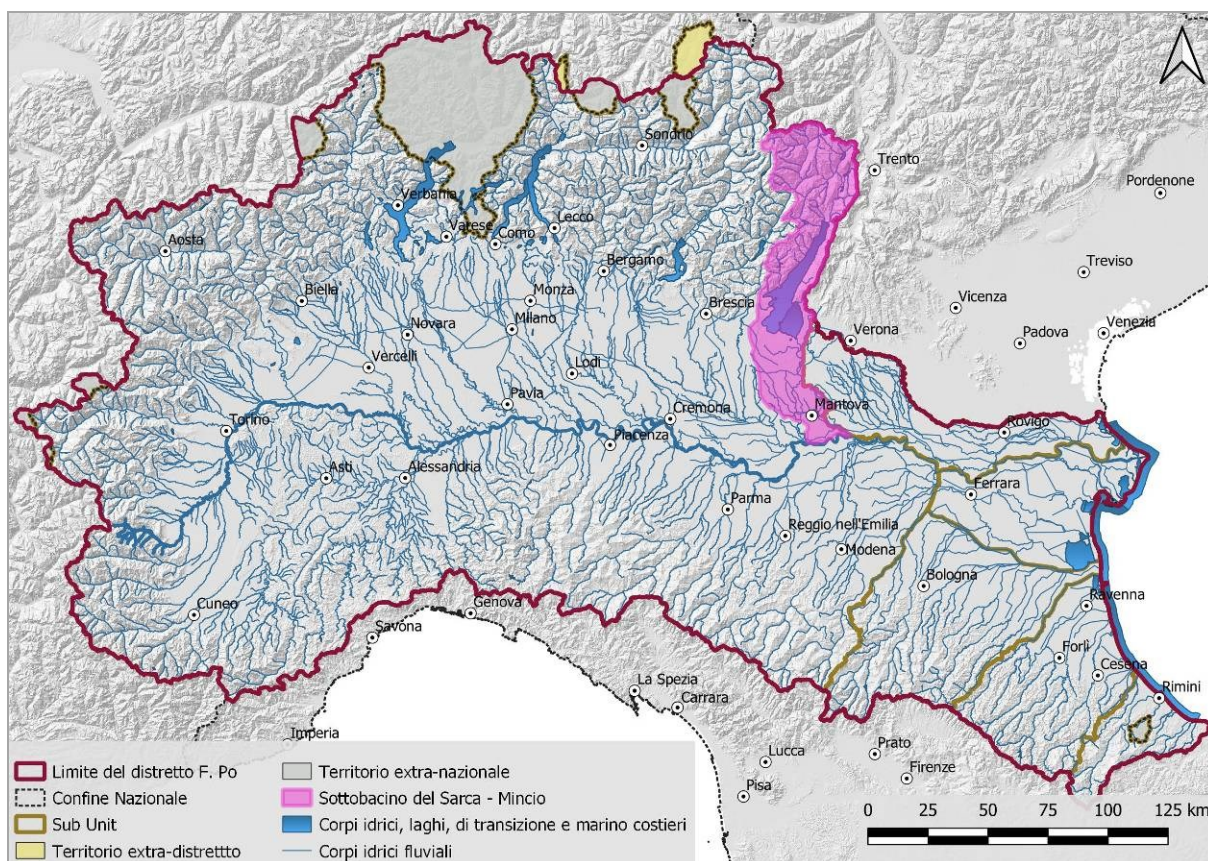 Sondrio
Trento
Pordenone
Verbania
Varese
Como
Lecco
Aosta
Bergamo
Treviso
Biella
Monza
Brescia
Vicenza
Novara
Milano
Verona
Padova
Venezia
Vercelli
Lodi
Pavia
Cremona
Mantova
Torino
Piacenza
Rovigo
Asti
Alessandria
Ferrara
Parma
Reggio nell'Emilia
Modena
Bologna
Cuneo
Genova
Ravenna
Savona
Forlì
Cesena
La Spezia
Carrara
Rimini
Imperia
Lucca
Prato
Firenze
Pisa
Limite del distretto F. Po
Confine Nazionale
Sub Unit
Territorio extra-distrettto
Territorio extra-nazionale
Sottobacino del Sarca - Mincio
Corpi idrici, laghi, di transizione e marino costieri
Corpi idrici fluviali
0 25 50 75 100 125 km